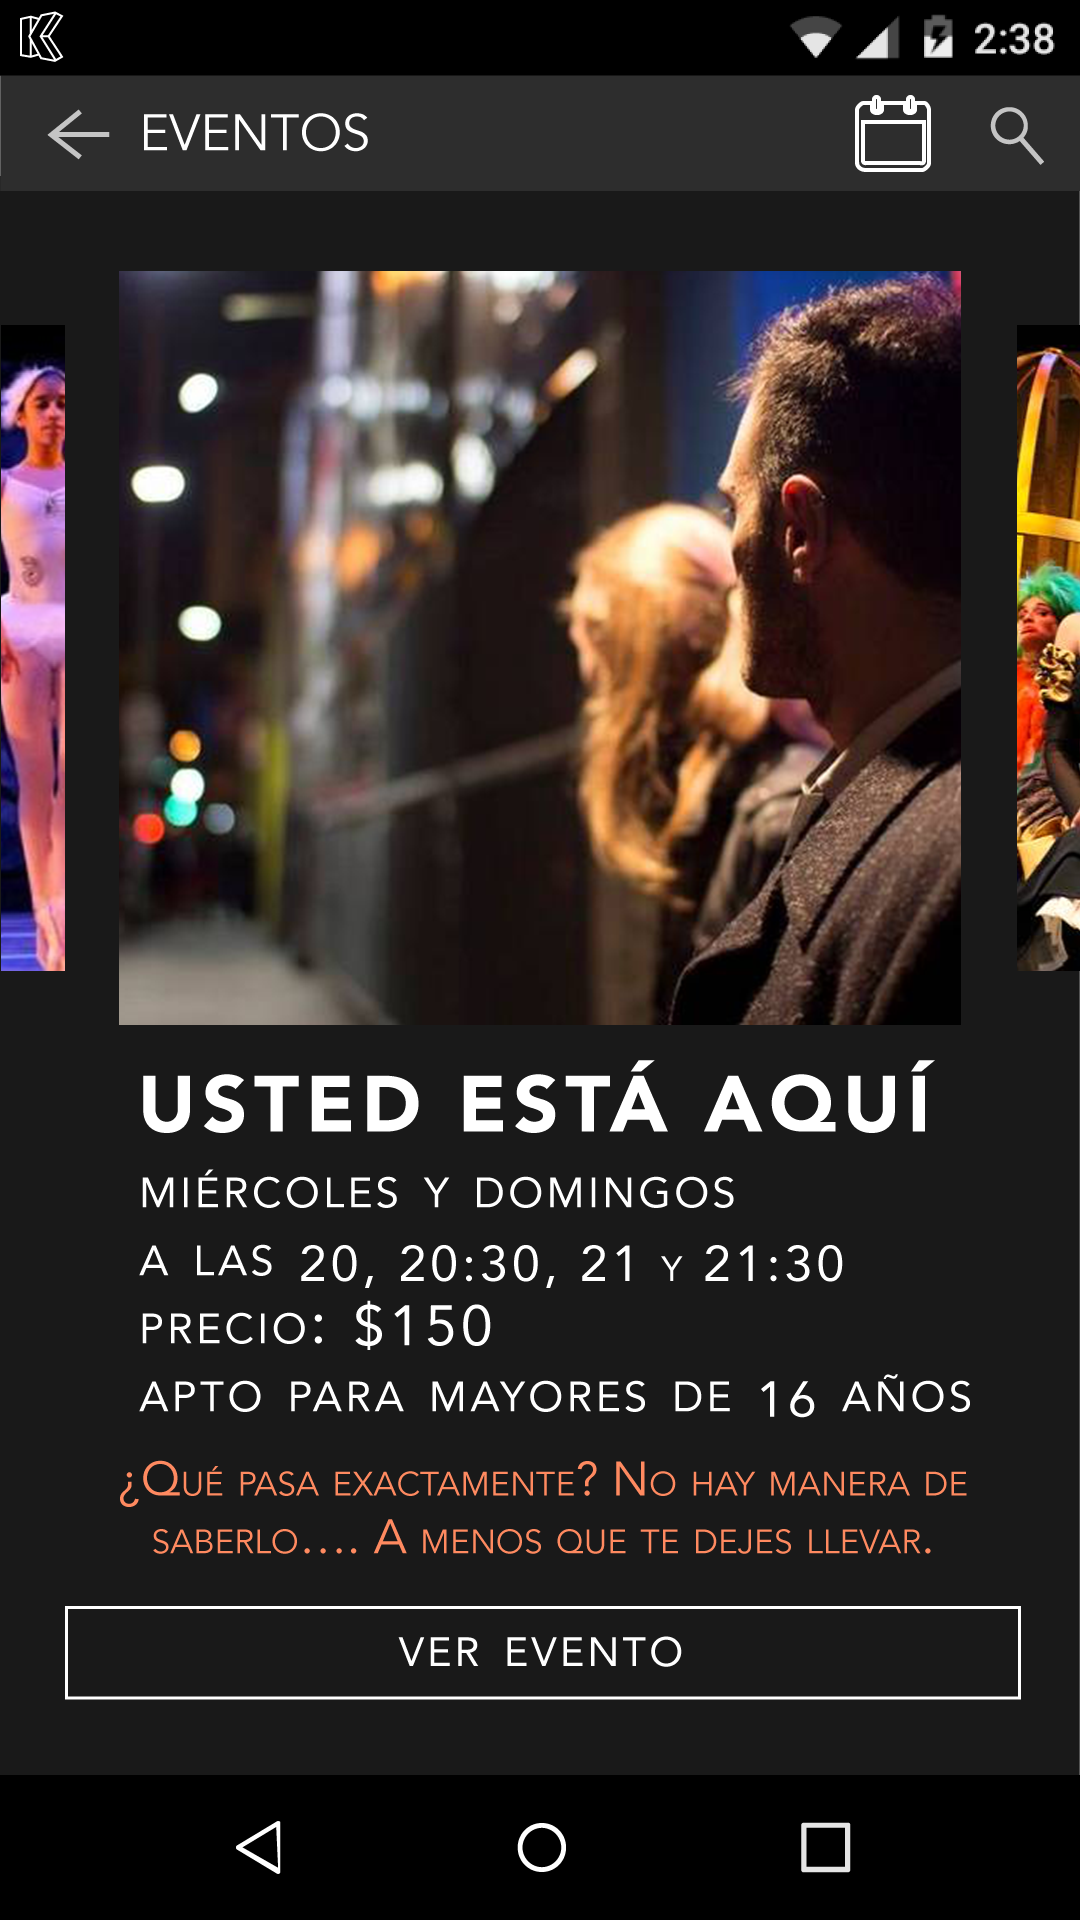 2:38
EVENTOS
USTED ESTÁ AQUÍ
MIÉRCOLES Y DOMINGOS
A LAS 20, 20:30, 21 Y 21:30
PRECIO: $150
APTO PARA MAYORES DE 16 AÑOS
¿QUÉ PASA EXACTAMENTE? NO HAY MANERA DE
SABERLO.... A MENOS QUE TE DEJES LLEVAR.
VER EVENTO